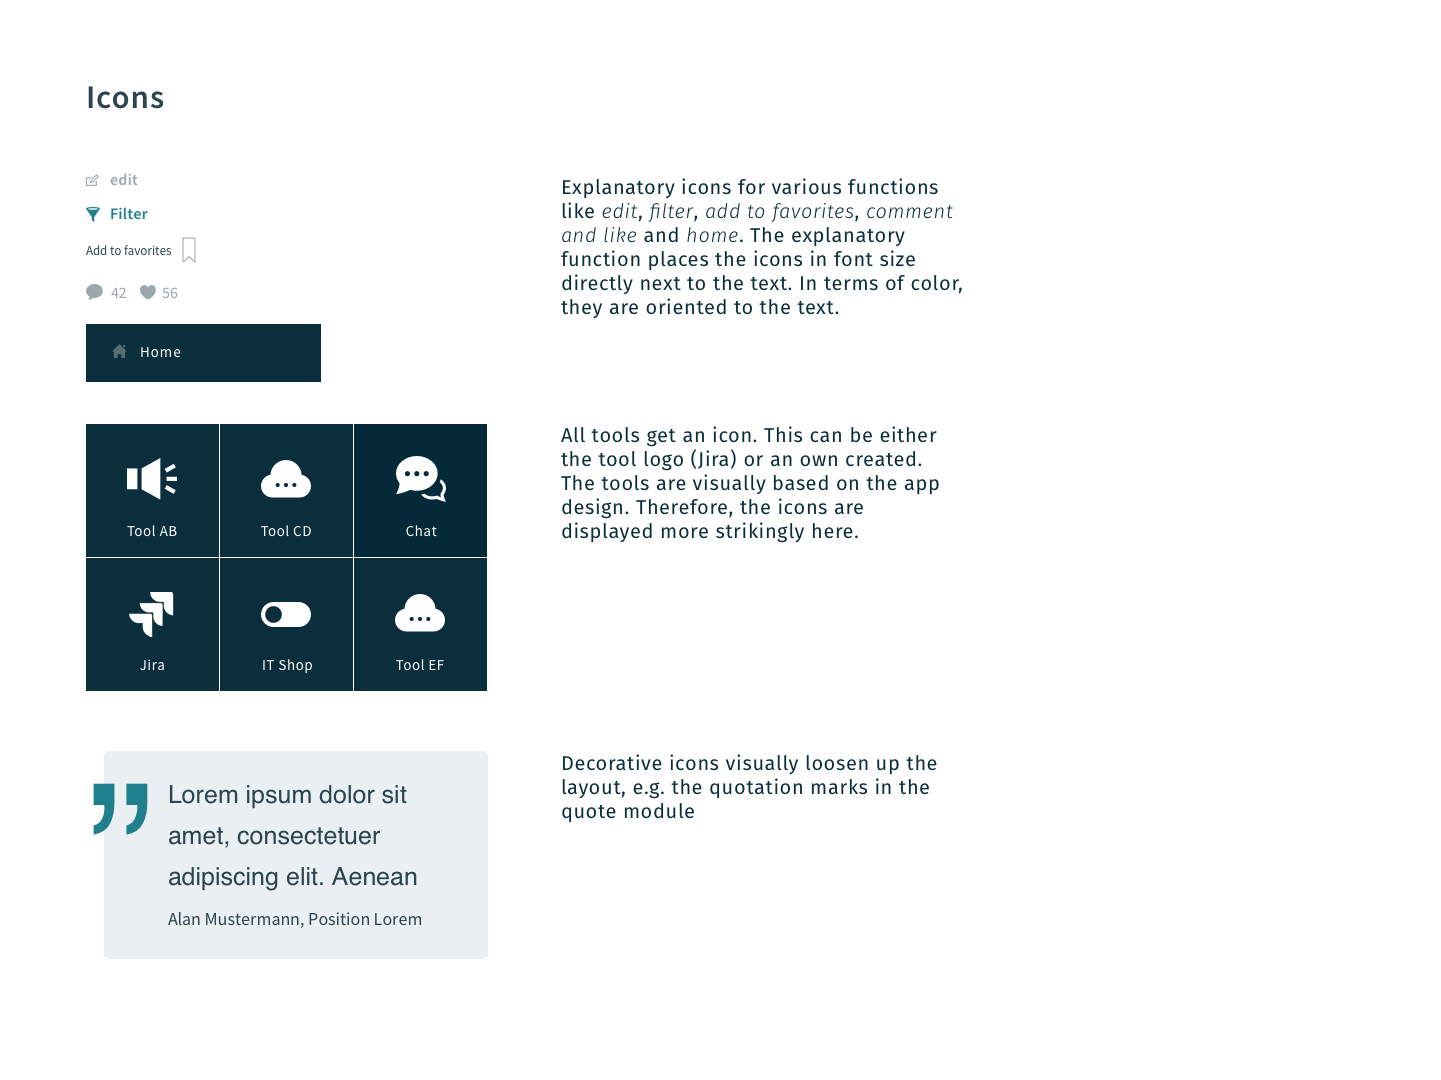 Icons
edit
Filter
Add to favorites
42 56
Home
Explanatory icons for various functions
like edit, filter, add to favorites, comment
and like and home. The explanatory
function places the icons in font size
directly next to the text. In terms of color,
they are oriented to the text.
Tool AB
Tool CD
Chat
Jira
IT Shop
Tool EF
All tools get an icon. This can be either
the tool logo (Jira) or an own created.
The tools are visually based on the app
design. Therefore, the icons are
displayed more strikingly here.
Lorem ipsum dolor sit
amet, consectetuer
adipiscing elit. Aenean
Alan Mustermann, Position Lorem
Decorative icons visually loosen up the
layout, e.g. the quotation marks in the
quote module